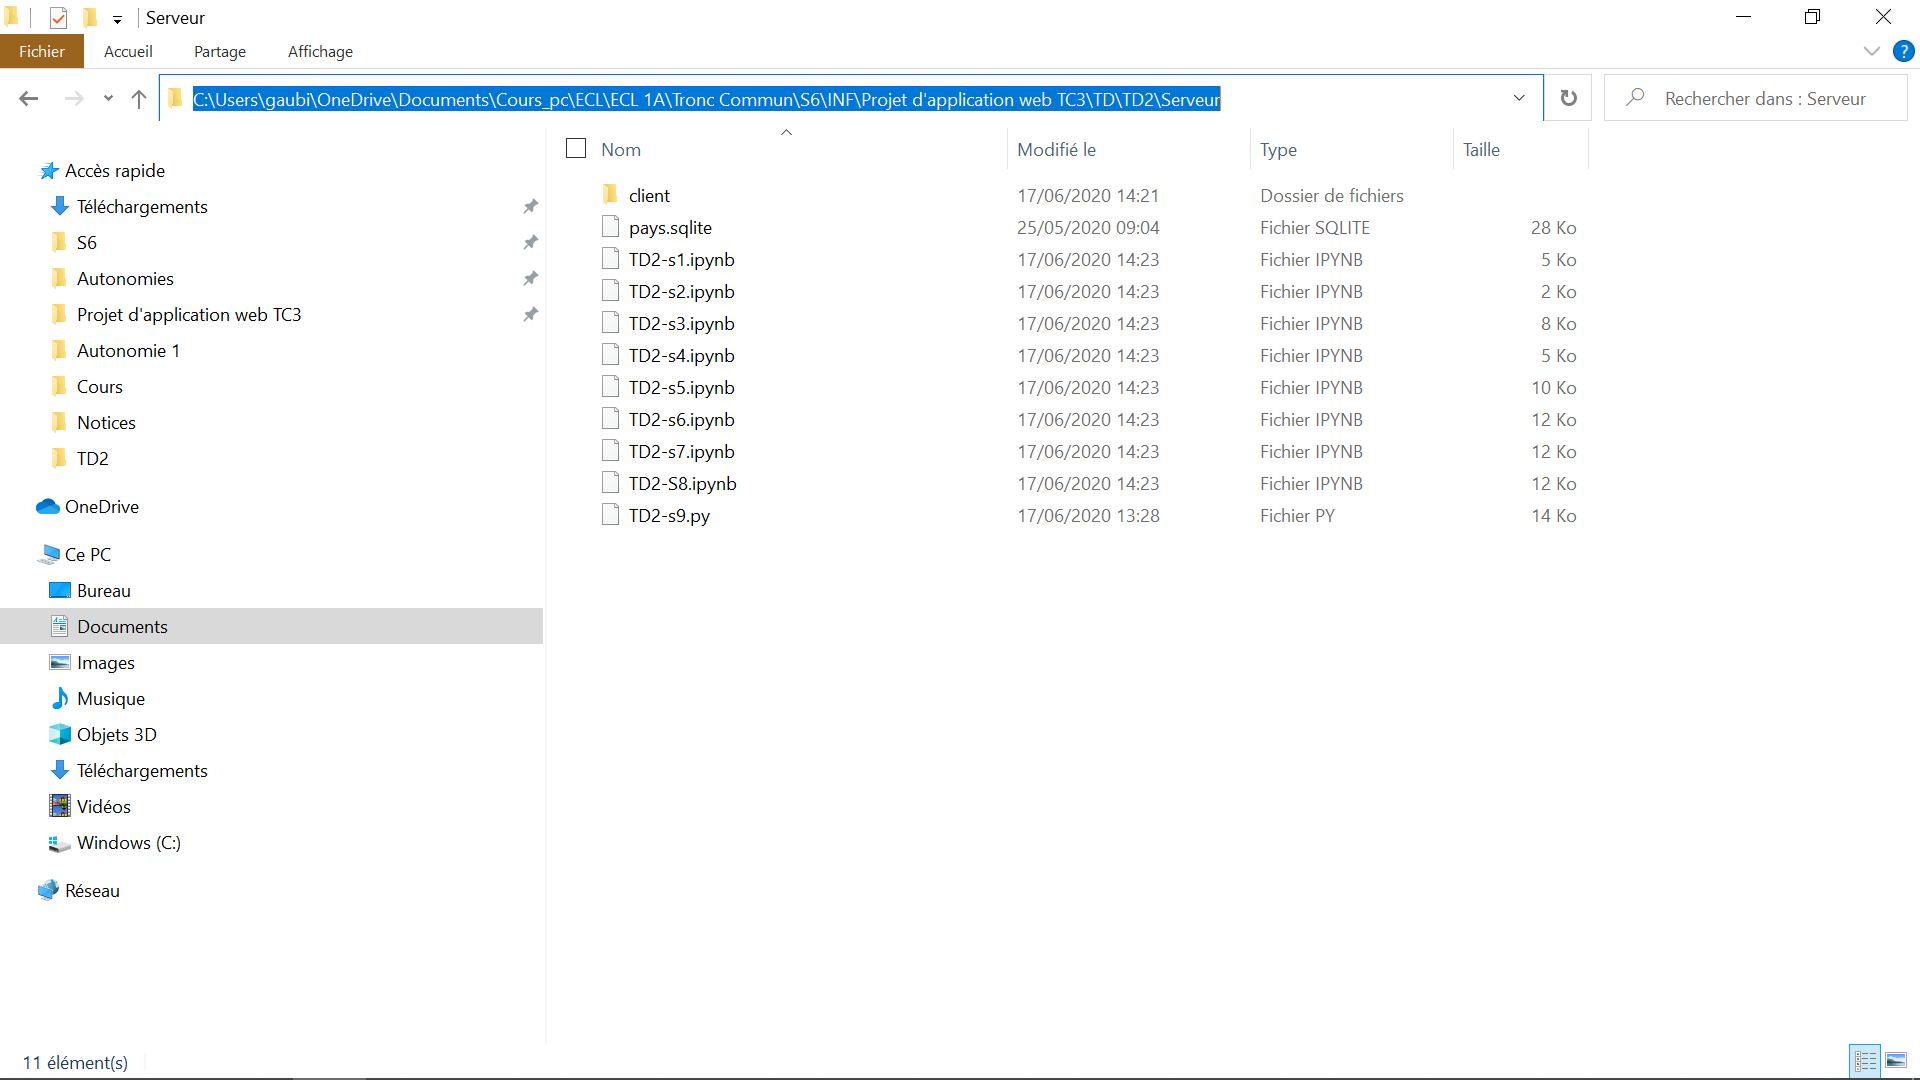 Serveur
Fichier Accueil Partage Affichage ?
C:\Users\gaubi\OneDrive\Documents\Cours_pc\ECL\ECL 1A\Tronc Commun\S6\INF\Projet d'application web TC3\TD\TD2\Serveur Rechercher dans : Serveur
Nom Modifié le Type Taille
Accès rapide
Téléchargements
S6
Autonomies
Projet d'application web TC3
Autonomie 1
Cours
Notices
TD2
OneDrive
Ce PC
Bureau
Documents
Images
Musique
Objets 3D
Téléchargements
Vidéos
Windows (C:)
Réseau
client 17/06/2020 14:21 Dossier de fichiers
pays.sqlite 25/05/2020 09:04 Fichier SQLITE 28 Ko
TD2-s1.ipynb 17/06/2020 14:23 Fichier IPYNB 5 Ko
TD2-s2.ipynb 17/06/2020 14:23 Fichier IPYNB 2 Ko
TD2-s3.ipynb 17/06/2020 14:23 Fichier IPYNB 8 Ko
TD2-s4.ipynb 17/06/2020 14:23 Fichier IPYNB 5 Ko
TD2-s5.ipynb 17/06/2020 14:23 Fichier IPYNB 10 Ko
TD2-s6.ipynb 17/06/2020 14:23 Fichier IPYNB 12 Ko
TD2-s7.ipynb 17/06/2020 14:23 Fichier IPYNB 12 Ko
TD2-S8.ipynb 17/06/2020 14:23 Fichier IPYNB 12 Ko
TD2-s9.py 17/06/2020 13:28 Fichier PY 14 Ko
11 élément(s)